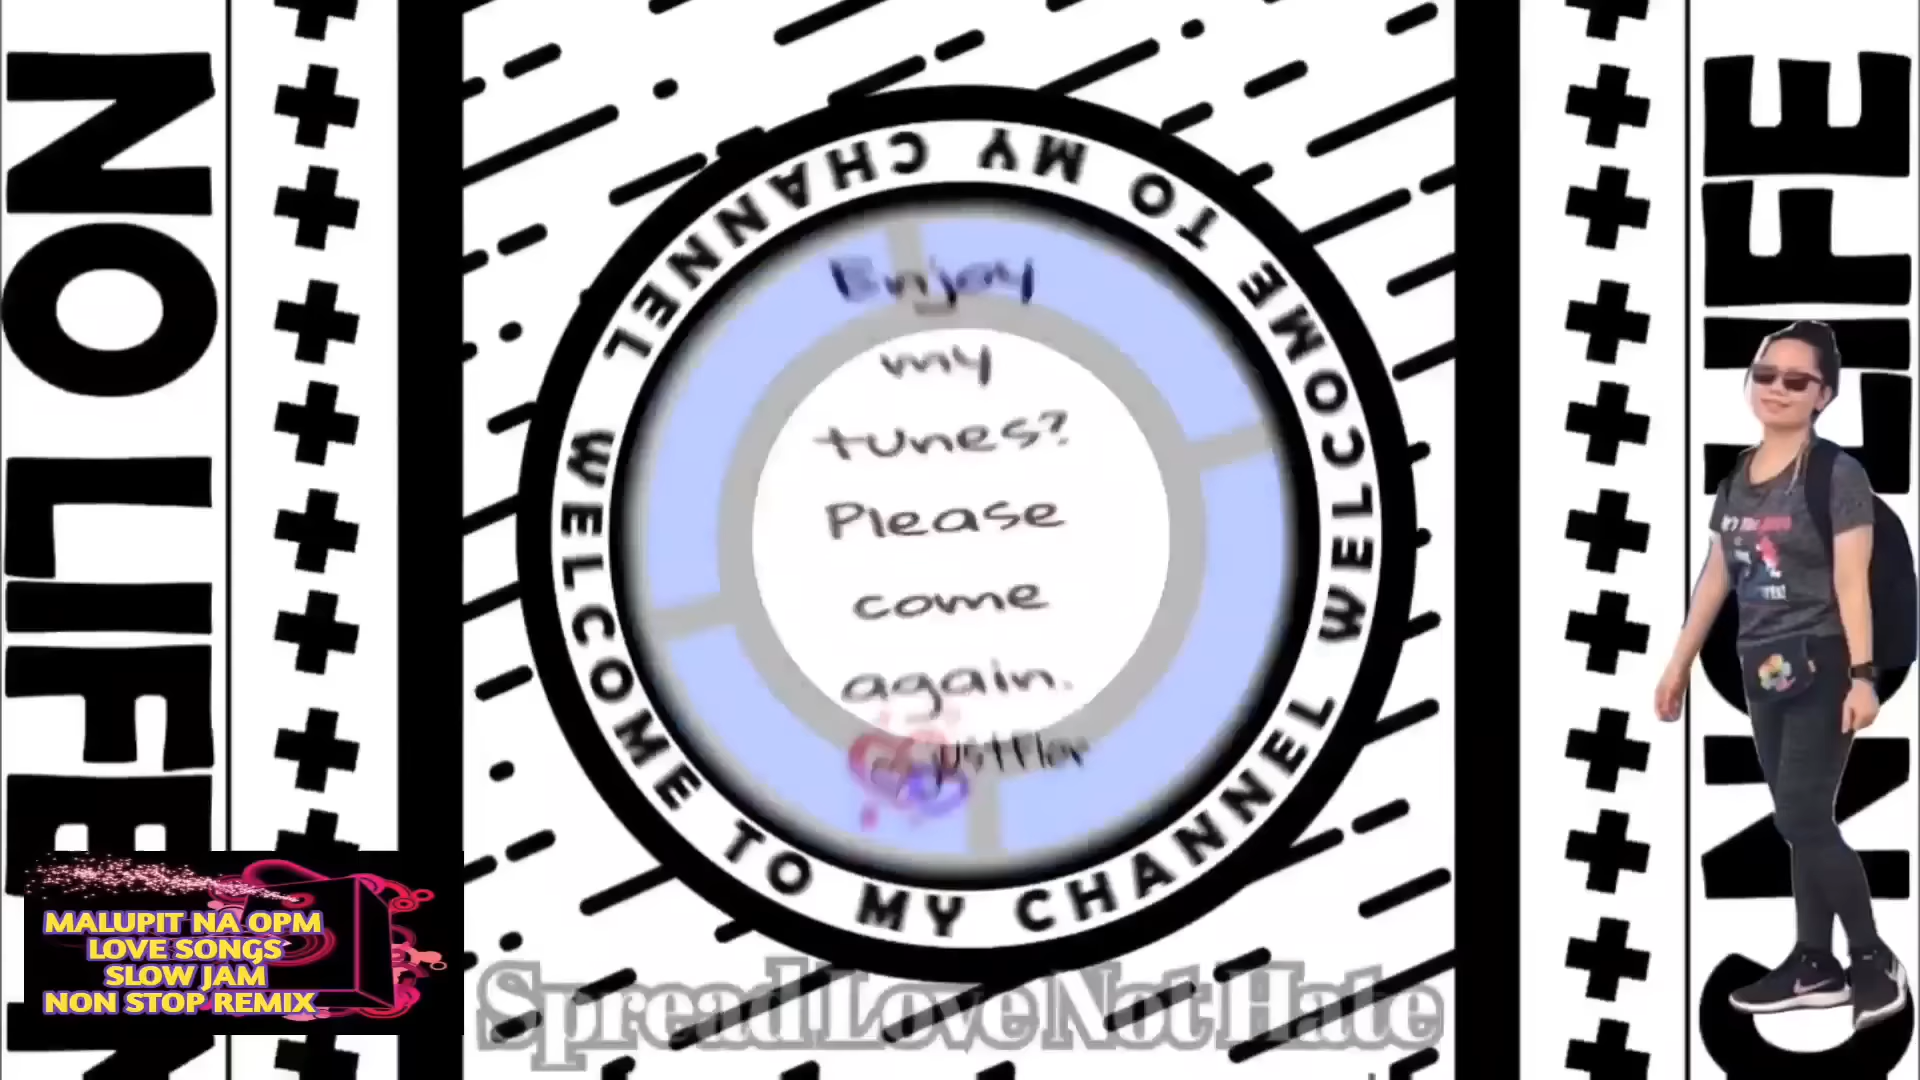 NO LIFE N
WELCOME TO MY CHANNEL WELCOME TO MY CHANNEL
Enjoy
my
tunes?
Please
come
again.
NO LIFE
MALUPIT NA OPM
LOVE SONGS
SLOW JAM
NON STOP REMIX
Spread Love Not Hate